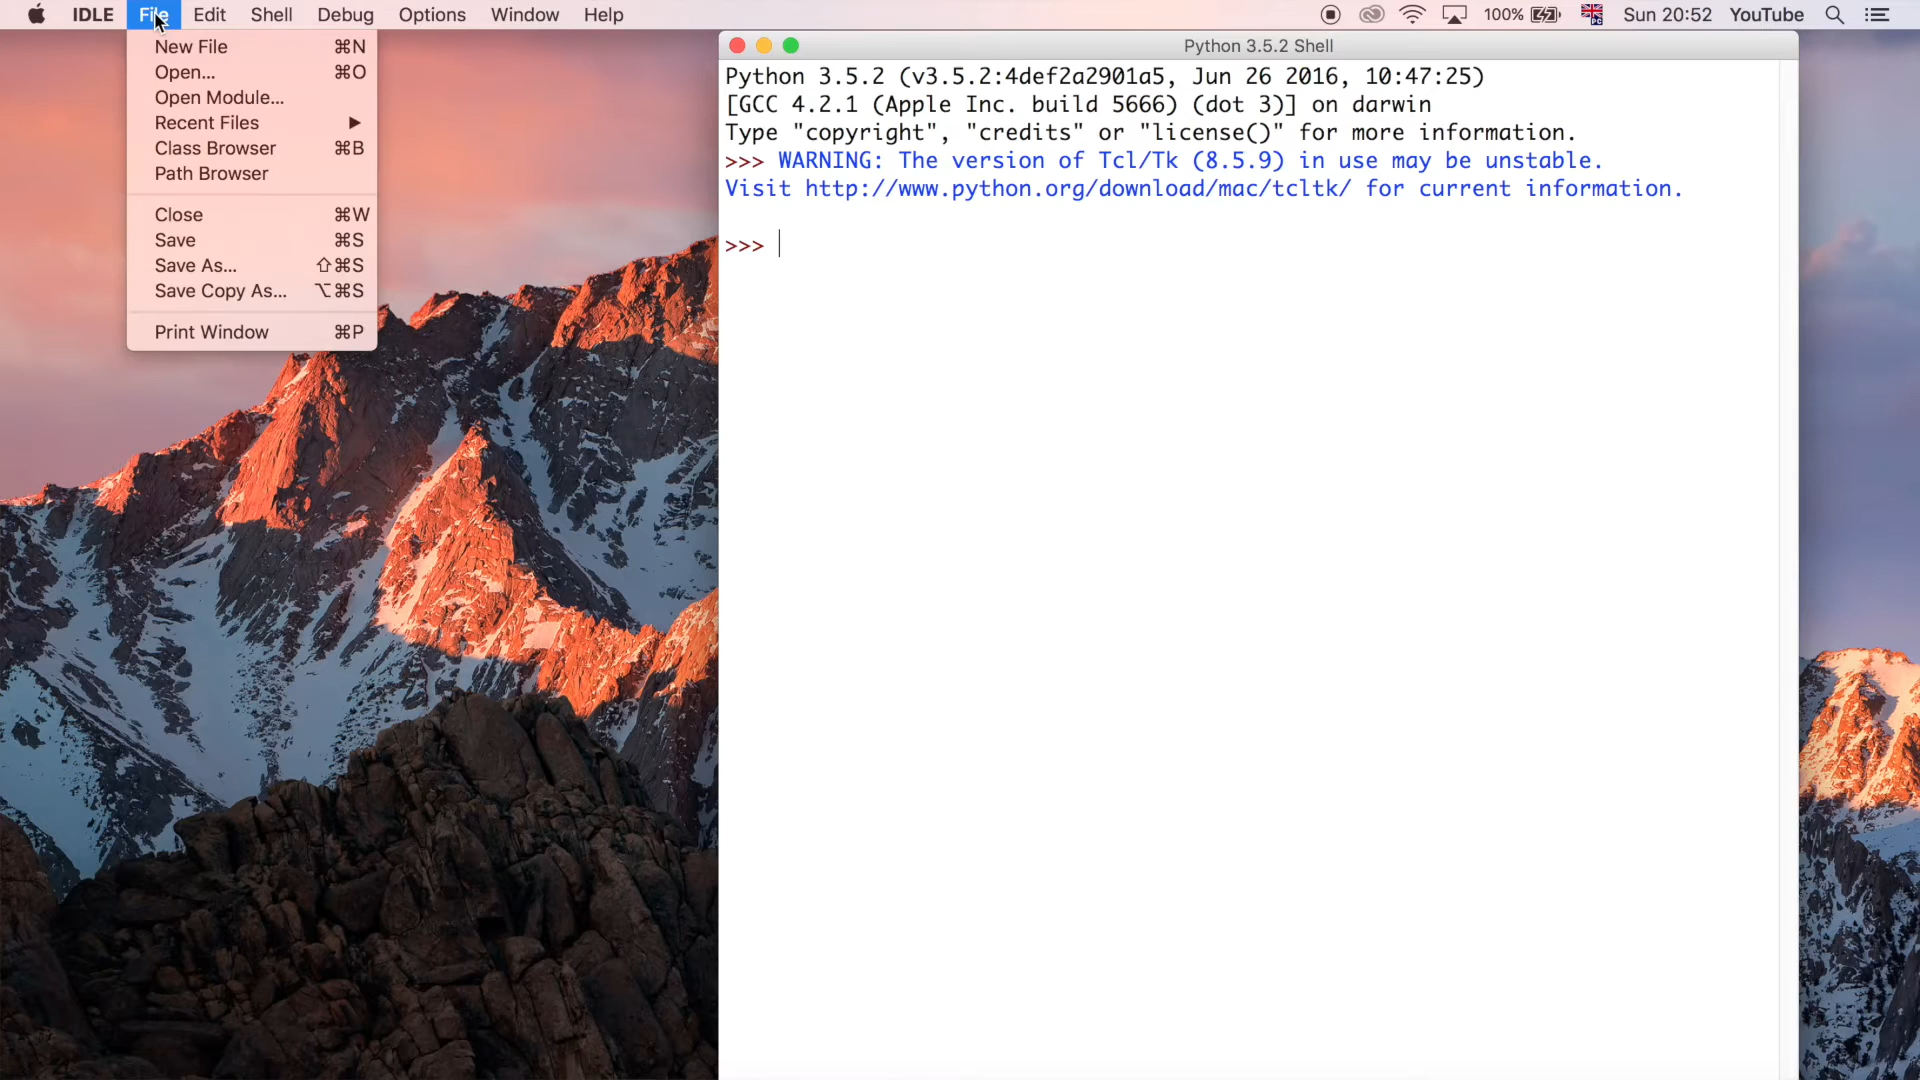 IDLE File Edit Shell Debug Options Window Help 100% Sun 20:52 YouTube
New File ⌘N
Open... ⌘O
Open Module...
Recent Files ▶
Class Browser ⌘B
Path Browser
Close ⌘W
Save ⌘S
Save As... ⇧⌘S
Save Copy As... ⌥⌘S
Print Window ⌘P
Python 3.5.2 Shell
Python 3.5.2 (v3.5.2:4def2a2901a5, Jun 26 2016, 10:47:25)
[GCC 4.2.1 (Apple Inc. build 5666) (dot 3)] on darwin
Type "copyright", "credits" or "license()" for more information.
>>> WARNING: The version of Tcl/Tk (8.5.9) in use may be unstable.
Visit http://www.python.org/download/mac/tcltk/ for current information.
>>>